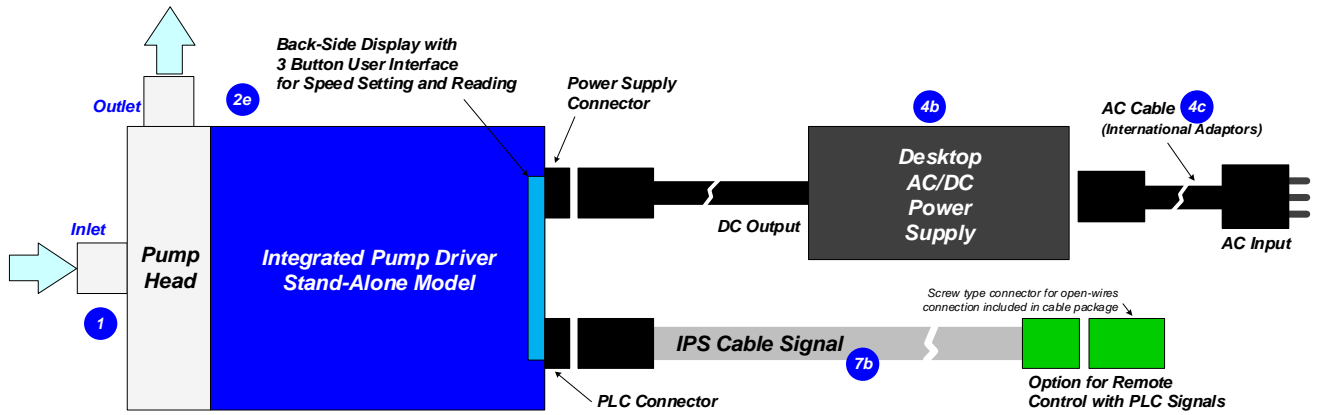 Back-Side Display with
3 Button User Interface
for Speed Setting and Reading
Power Supply
Connector
Outlet
2e
4b
AC Cable
4c
(International Adaptors)
Desktop
AC/DC
Power
Supply
DC Output
AC Input
Inlet
Pump
Head
1
Integrated Pump Driver
Stand-Alone Model
Screw type connector for open-wires
connection included in cable package
IPS Cable Signal
7b
PLC Connector
Option for Remote
Control with PLC Signals